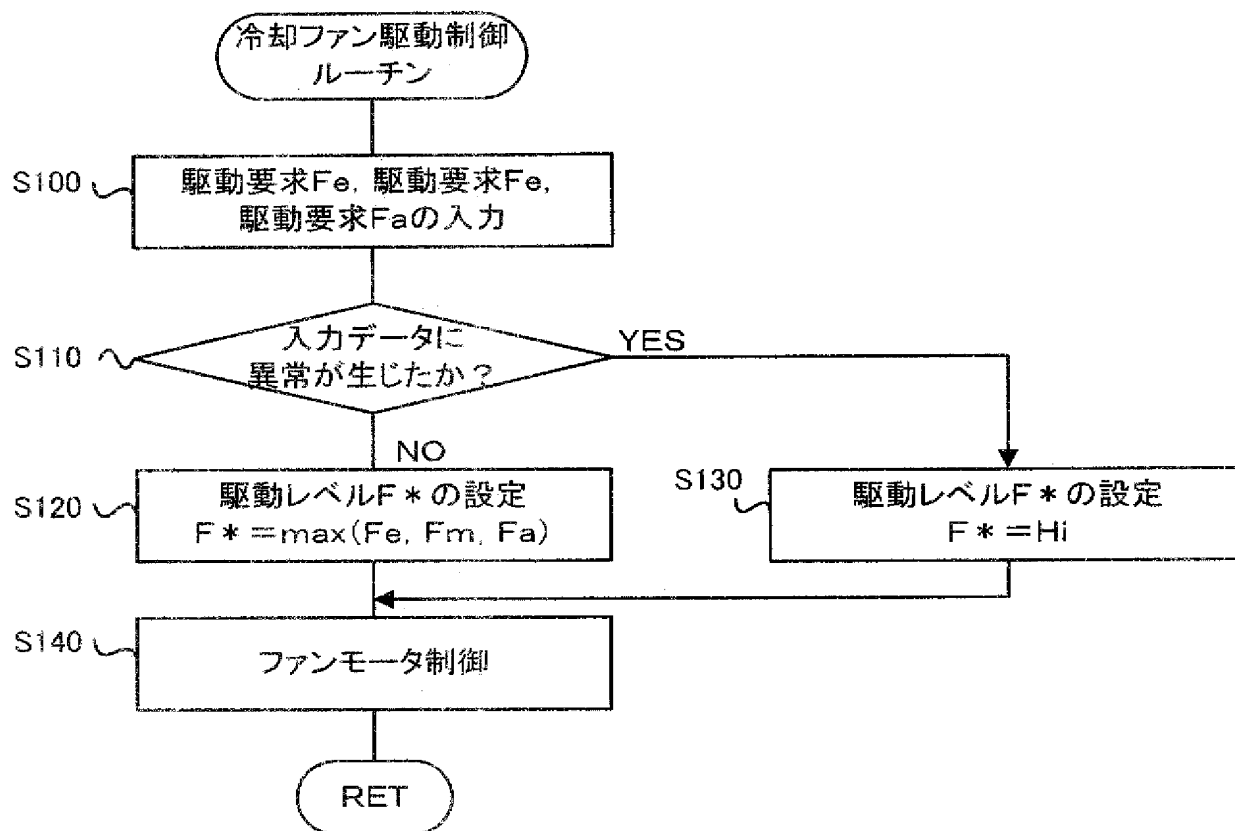 冷却ファン駆動制御
ルーチン
S100
駆動要求Fe, 駆動要求Fe,
駆動要求Faの入力
S110
入力データに
異常が生じたか？
YES
NO
S120
駆動レベルF＊の設定
F＊＝max(Fe, Fm, Fa)
S130
駆動レベルF＊の設定
F＊＝Hi
S140
ファンモータ制御
RET